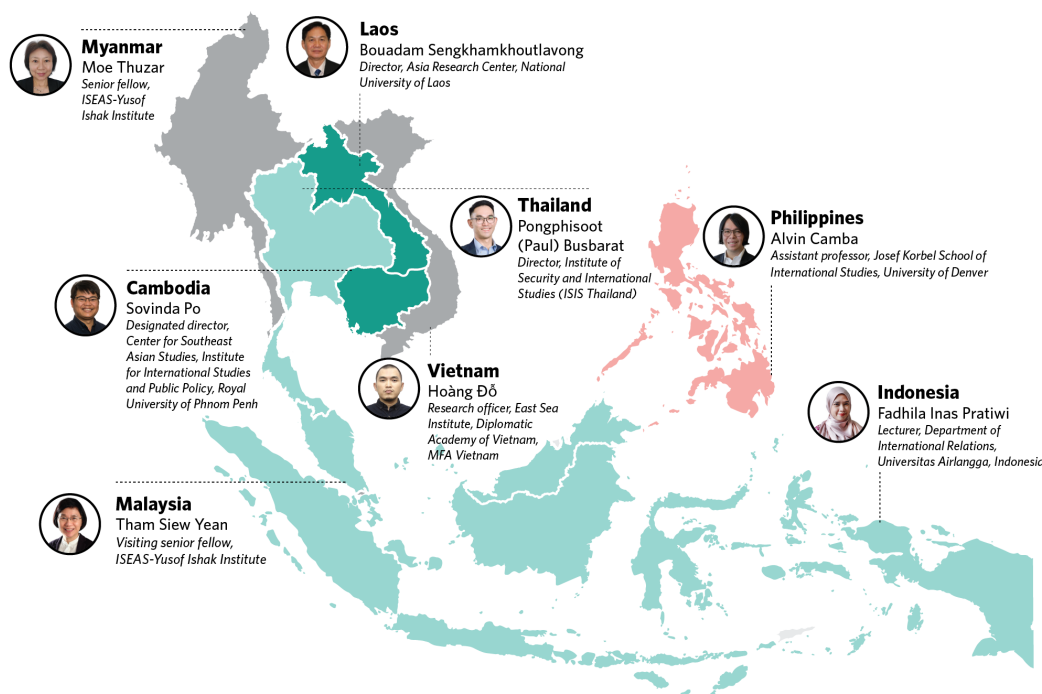 Myanmar
Moe Thuzar
Senior fellow,
ISEAS-Yusof
Ishak Institute
Laos
Bouadam Sengkhamkhoutlavong
Director, Asia Research Center, National
University of Laos
Thailand
Pongphisoot
(Paul) Busbarat
Director, Institute of
Security and International
Studies (ISIS Thailand)
Philippines
Alvin Camba
Assistant professor, Josef Korbel School of
International Studies, University of Denver
Cambodia
Sovinda Po
Designated director,
Center for Southeast
Asian Studies, Institute
for International Studies
and Public Policy, Royal
University of Phnom Penh
Vietnam
Hoàng Đỗ
Research officer, East Sea
Institute, Diplomatic
Academy of Vietnam,
MFA Vietnam
Indonesia
Fadhila Inas Pratiwi
Lecturer, Department of
International Relations,
Universitas Airlangga, Indonesia
Malaysia
Tham Siew Yean
Visiting senior fellow,
ISEAS-Yusof Ishak Institute